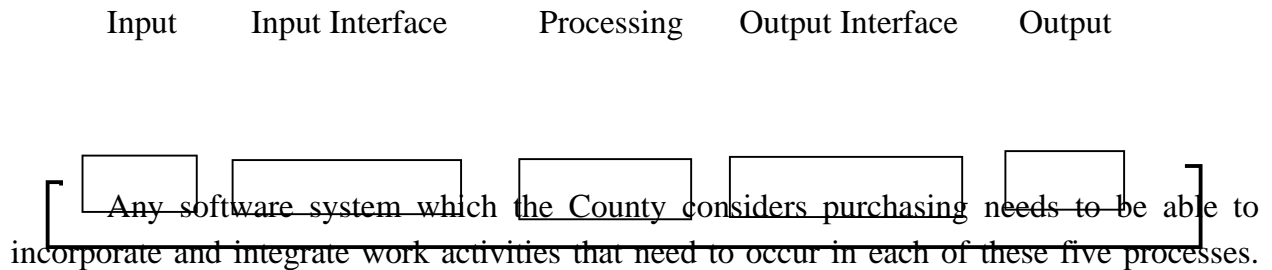 Input Input Interface Processing Output Interface Output
Any software system which the County considers purchasing needs to be able to
incorporate and integrate work activities that need to occur in each of these five processes.